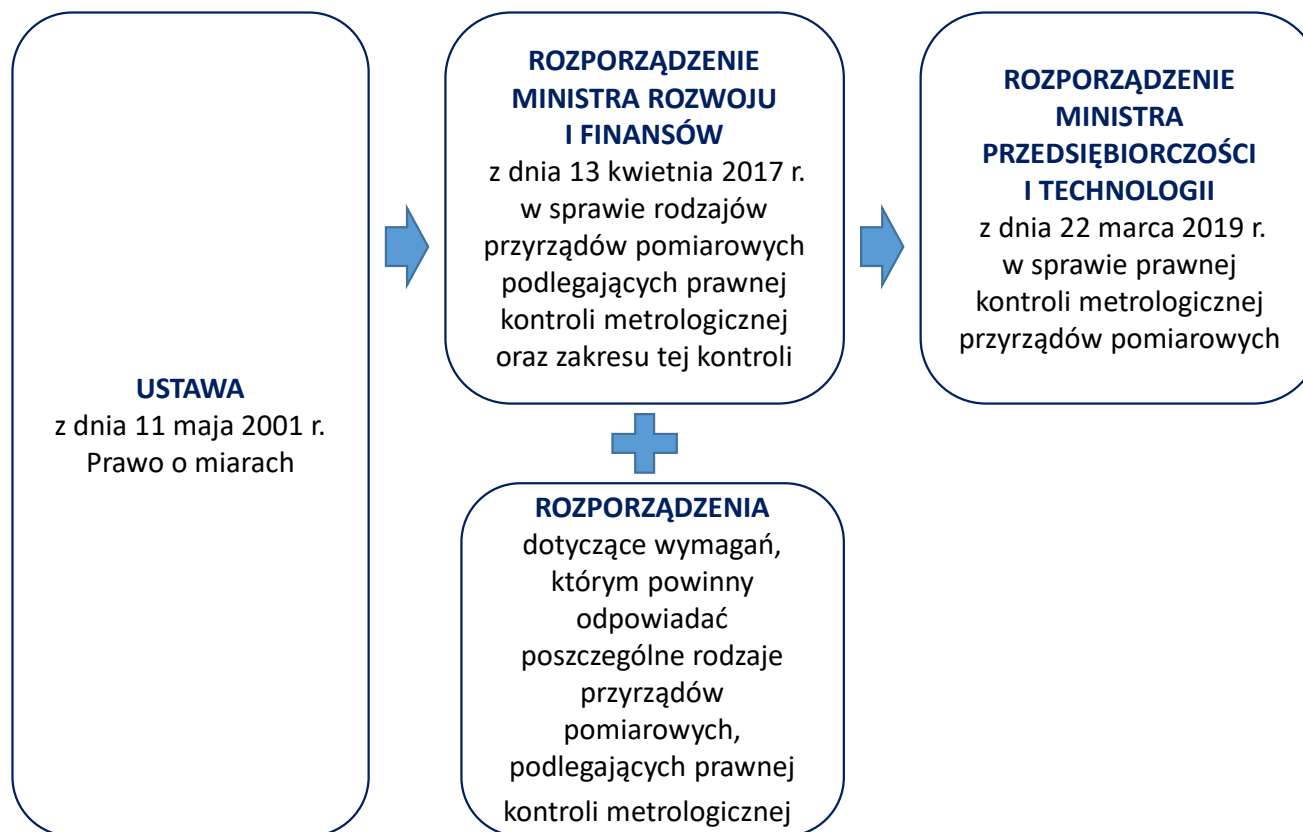 USTAWA
z dnia 11 maja 2001 r.
Prawo o miarach
ROZPORZĄDZENIE
MINISTRA ROZWOJU
I FINANSÓW
z dnia 13 kwietnia 2017 r.
w sprawie rodzajów
przyrządów pomiarowych
podlegających prawnej
kontroli metrologicznej
oraz zakresu tej kontroli
ROZPORZĄDZENIA
dotyczące wymagań,
którym powinny
odpowiadać
poszczególne rodzaje
przyrządów
pomiarowych,
podlegających prawnej
kontroli metrologicznej
ROZPORZĄDZENIE
MINISTRA
PRZEDSIĘBIORCZOŚCI
I TECHNOLOGII
z dnia 22 marca 2019 r.
w sprawie prawnej
kontroli metrologicznej
przyrządów pomiarowych